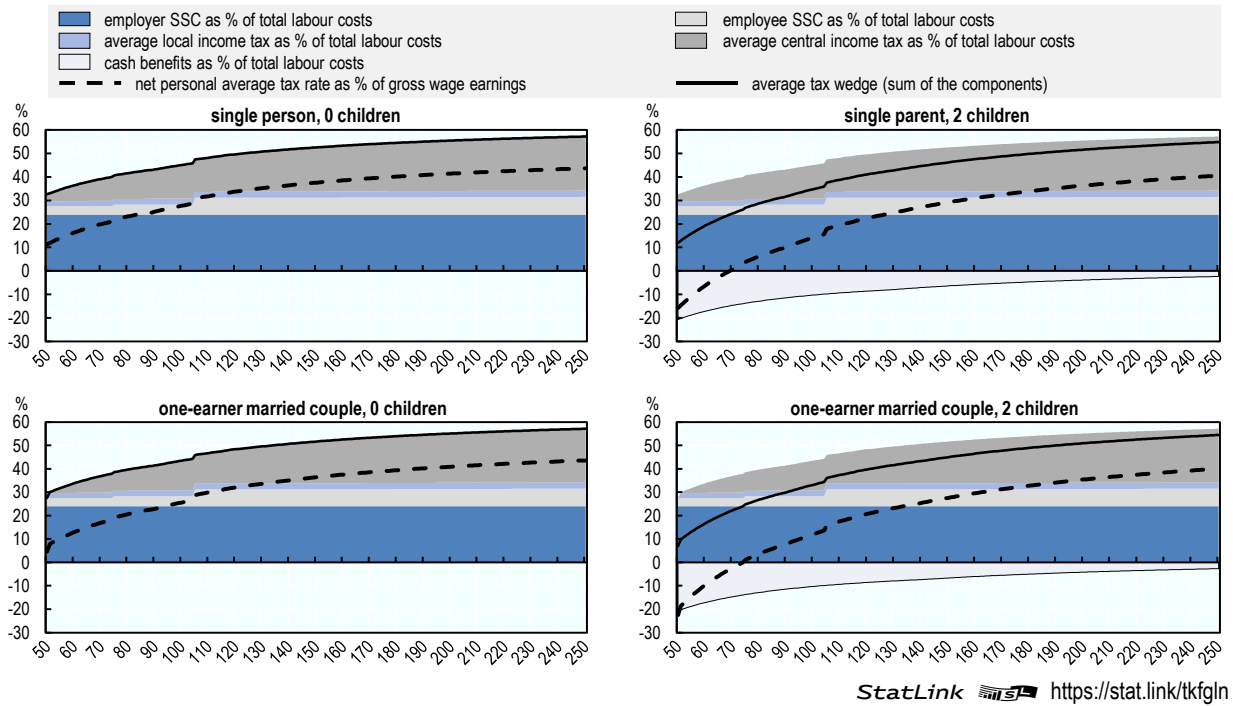 employer SSC as % of total labour costs
employee SSC as % of total labour costs
average local income tax as % of total labour costs
average central income tax as % of total labour costs
cash benefits as % of total labour costs
net personal average tax rate as % of gross wage earnings
average tax wedge (sum of the components)
%
single person, 0 children
60
50
40
30
20
10
0
-10
-20
-30
50 60 70 80 90 100 110 120 130 140 150 160 170 180 190 200 210 220 230 240 250
%
single parent, 2 children
60
50
40
30
20
10
0
-10
-20
-30
50 60 70 80 90 100 110 120 130 140 150 160 170 180 190 200 210 220 230 240 250
%
one-earner married couple, 0 children
60
50
40
30
20
10
0
-10
-20
-30
50 60 70 80 90 100 110 120 130 140 150 160 170 180 190 200 210 220 230 240 250
%
one-earner married couple, 2 children
60
50
40
30
20
10
0
-10
-20
-30
50 60 70 80 90 100 110 120 130 140 150 160 170 180 190 200 210 220 230 240 250
StatLink https://stat.link/tkfgln